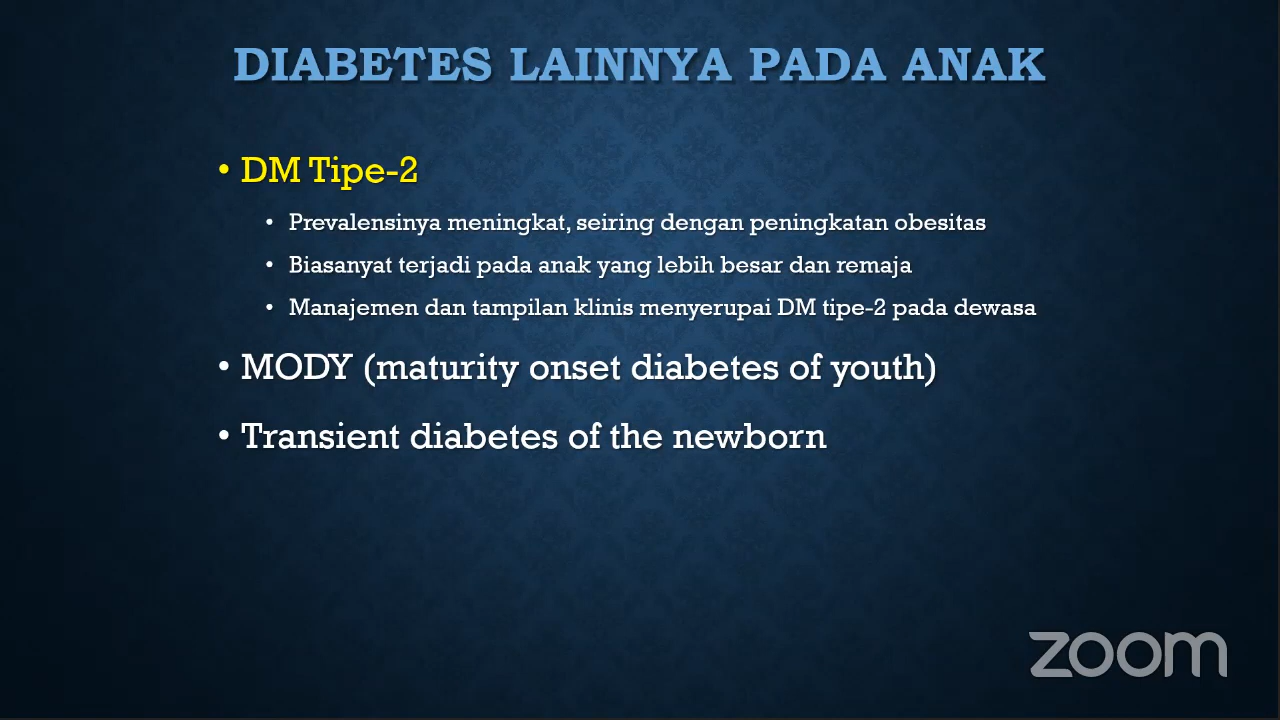 DIABETES LAINNYA PADA ANAK
• DM Tipe-2
• Prevalensinya meningkat, seiring dengan peningkatan obesitas
• Biasanyat terjadi pada anak yang lebih besar dan remaja
• Manajemen dan tampilan klinis menyerupai DM tipe-2 pada dewasa
• MODY (maturity onset diabetes of youth)
• Transient diabetes of the newborn
zoom